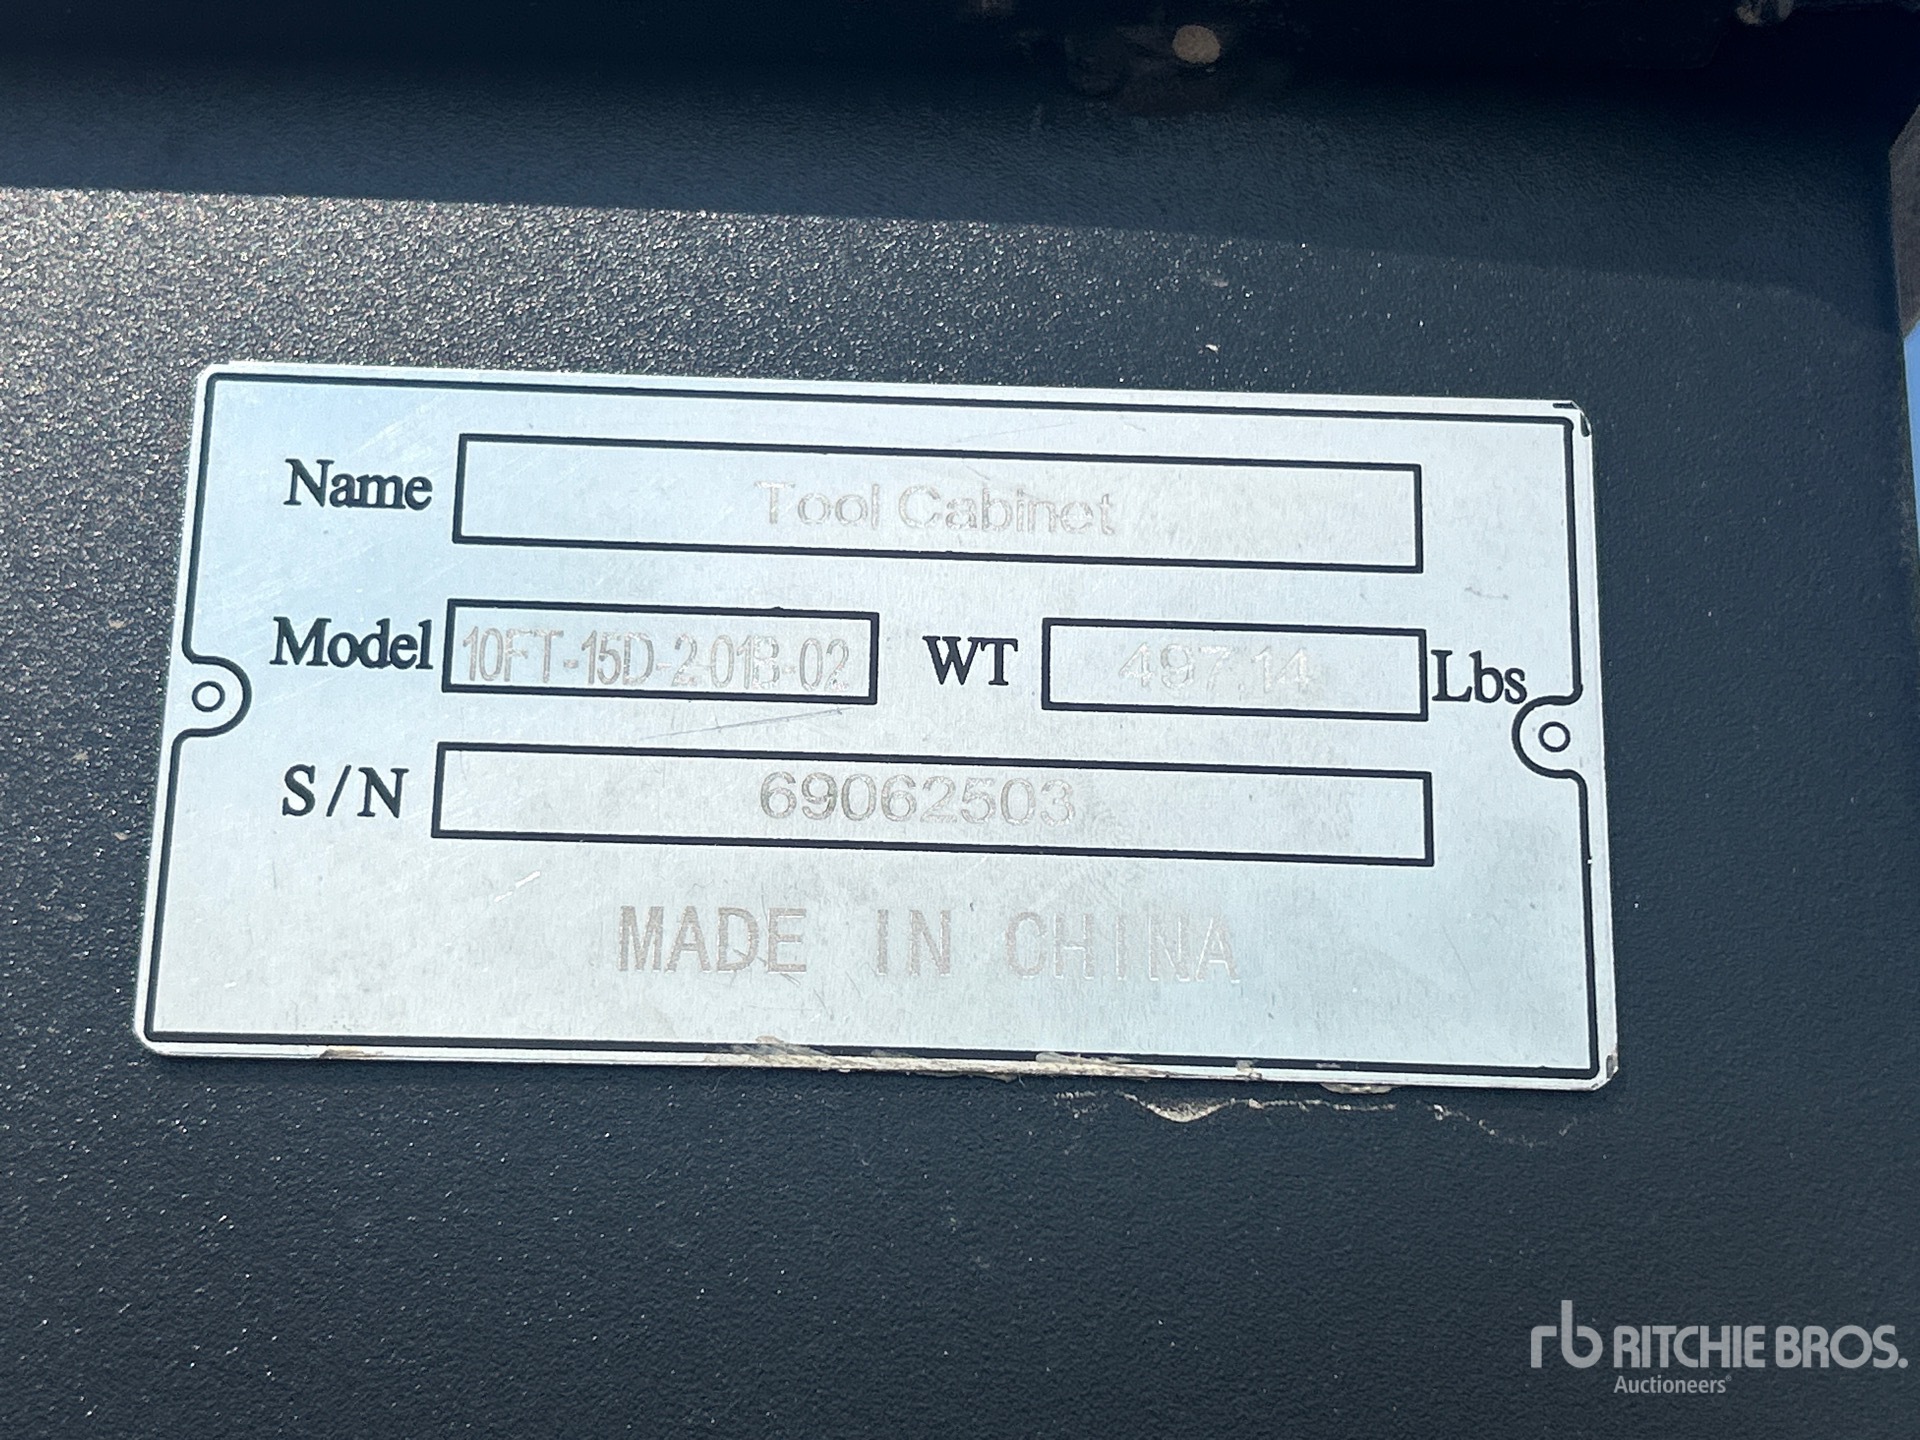 Name Tool Cabinet
Model 10FT-15D-2-01B-02 WT 497.14 Lbs
S/N 69062503
MADE IN CHINA
rb RITCHIE BROS.
Auctioneers